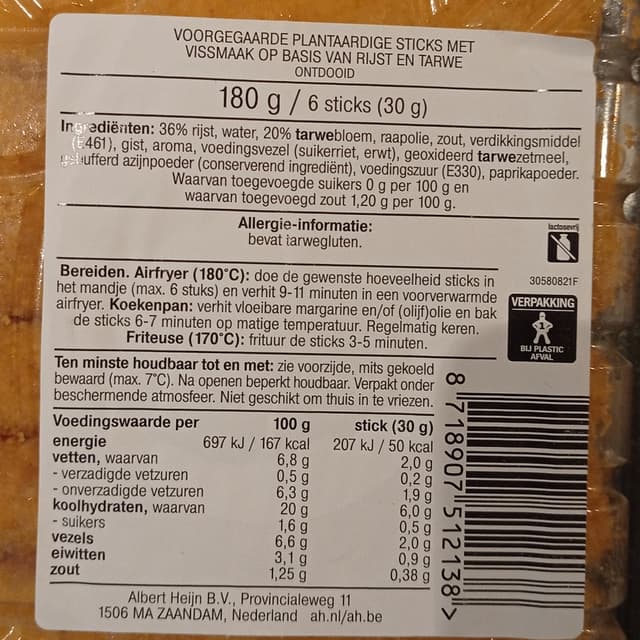 VOORGEGAARDE PLANTAARDIGE STICKS MET
VISSMAAK OP BASIS VAN RIJST EN TARWE
ONTDOOID
180 g / 6 sticks (30 g)
Ingrediënten: 36% rijst, water, 20% tarwebloem, raapolie, zout, verdikkingsmiddel
(E461), gist, aroma, voedingsvezel (suikerriet, erwt), geoxideerd tarwezetmeel,
gebufferd azijnpoeder (conserverend ingrediënt), voedingszuur (E330), paprikapoeder.
Waarvan toegevoegde suikers 0 g per 100 g en
waarvan toegevoegd zout 1,20 g per 100 g.
Allergie-informatie:
bevat tarwegluten.
lactosevrij
Bereiden. Airfryer (180°C): doe de gewenste hoeveelheid sticks in
het mandje (max. 6 stuks) en verhit 9-11 minuten in een voorverwarmde
airfryer. Koekenpan: verhit vloeibare margarine en/of (olijf)olie en bak
de sticks 6-7 minuten op matige temperatuur. Regelmatig keren.
Friteuse (170°C): frituur de sticks 3-5 minuten.
30580821F
VERPAKKING
1
BIJ PLASTIC
AFVAL
Ten minste houdbaar tot en met: zie voorzijde, mits gekoeld
bewaard (max. 7°C). Na openen beperkt houdbaar. Verpakt onder
beschermende atmosfeer. Niet geschikt om thuis in te vriezen.
Voedingswaarde per 100 g stick (30 g)
energie 697 kJ / 167 kcal 207 kJ / 50 kcal
vetten, waarvan 6,8 g 2,0 g
- verzadigde vetzuren 0,5 g 0,2 g
- onverzadigde vetzuren 6,3 g 1,9 g
koolhydraten, waarvan 20 g 6,0 g
- suikers 1,6 g 0,5 g
vezels 6,6 g 2,0 g
eiwitten 3,1 g 0,9 g
zout 1,25 g 0,38 g
8 718907 512138 >
Albert Heijn B.V., Provincialeweg 11
1506 MA ZAANDAM, Nederland ah.nl/ah.be